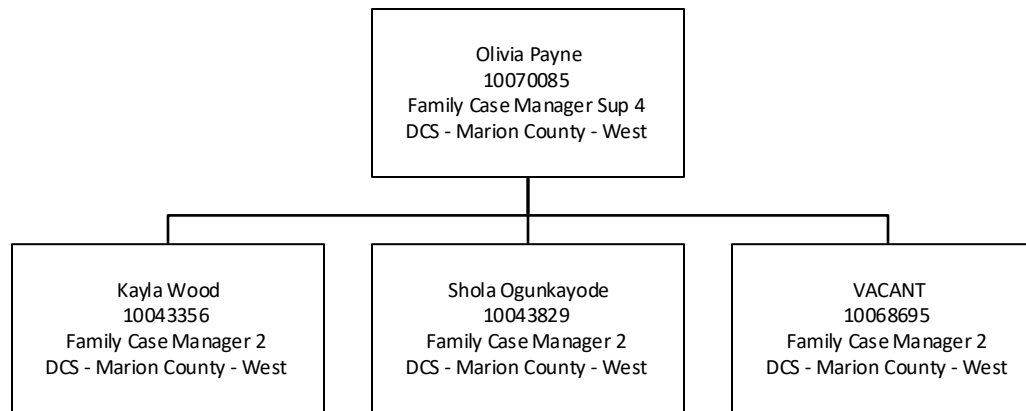 Olivia Payne
10070085
Family Case Manager Sup 4
DCS - Marion County - West
Kayla Wood
10043356
Family Case Manager 2
DCS - Marion County - West
Shola Ogunkayode
10043829
Family Case Manager 2
DCS - Marion County - West
VACANT
10068695
Family Case Manager 2
DCS - Marion County - West